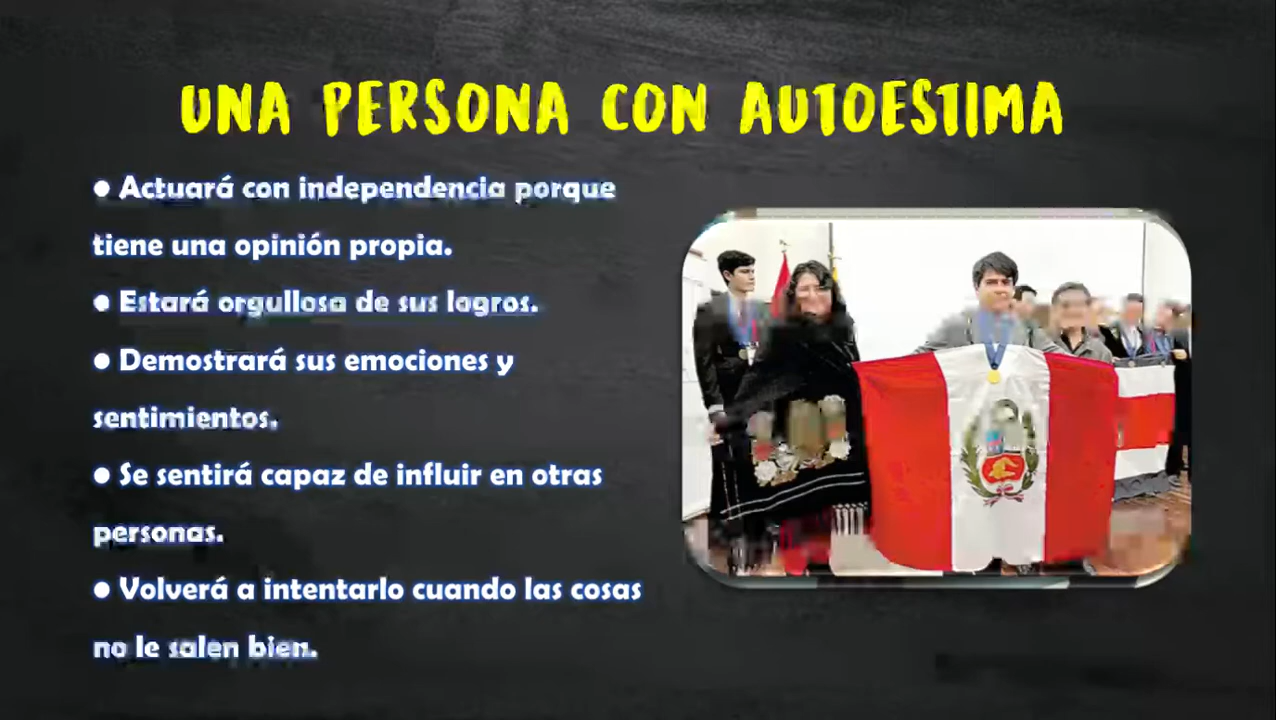 UNA PERSONA CON AUTOESTIMA
• Actuará con independencia porque
tiene una opinión propia.
• Estará orgullosa de sus logros.
• Demostrará sus emociones y
sentimientos.
• Se sentirá capaz de influir en otras
personas.
• Volverá a intentarlo cuando las cosas
no le salen bien.